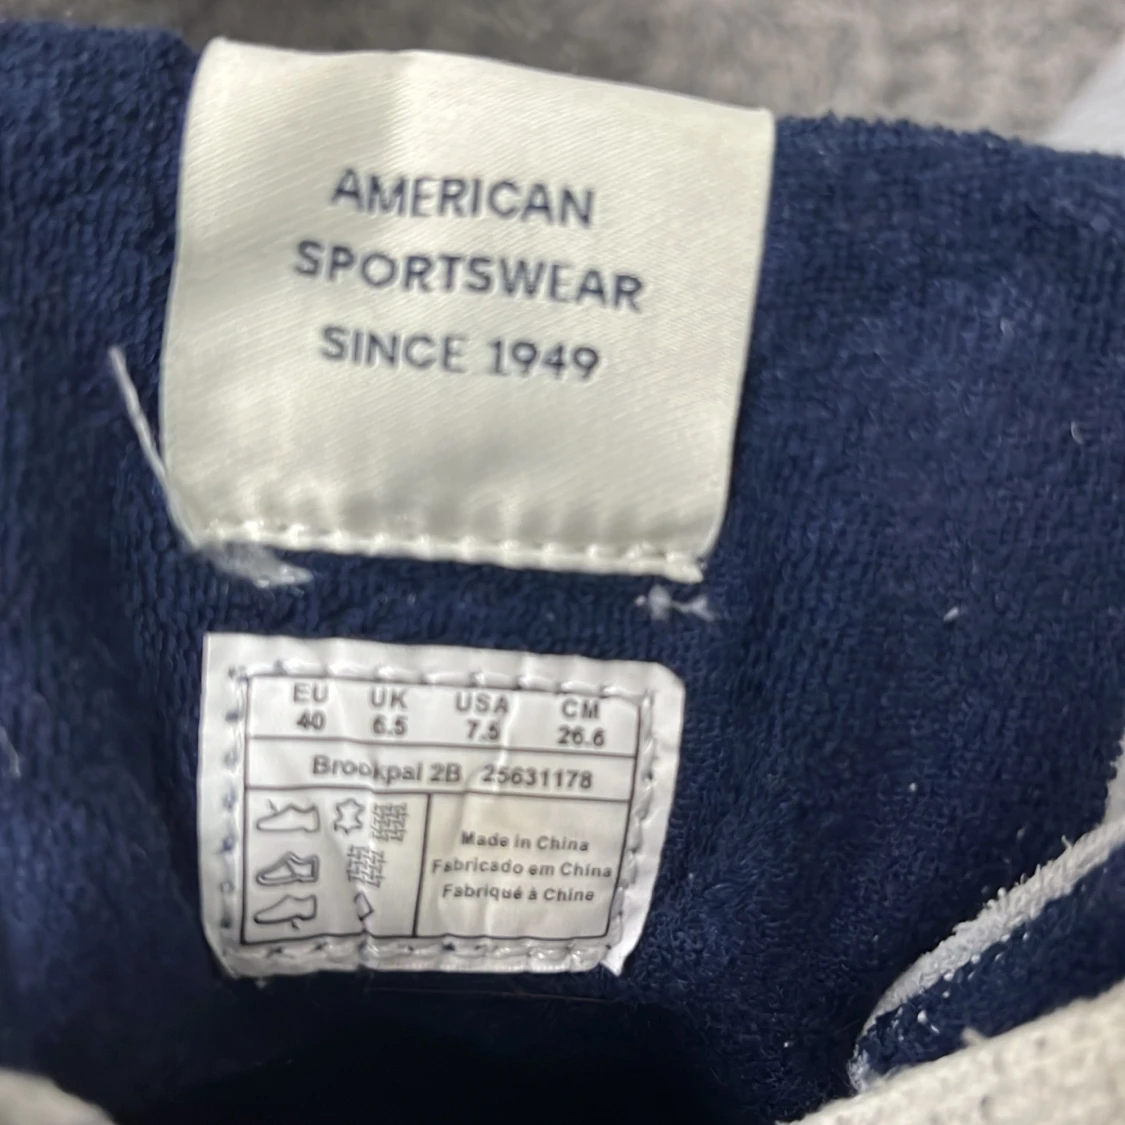 AMERICAN
SPORTSWEAR
SINCE 1949
EU UK USA CM
40 6.5 7.5 26.6
Brookpal 2B 25631178
Made in China
Fabricado em China
Fabriqué à Chine